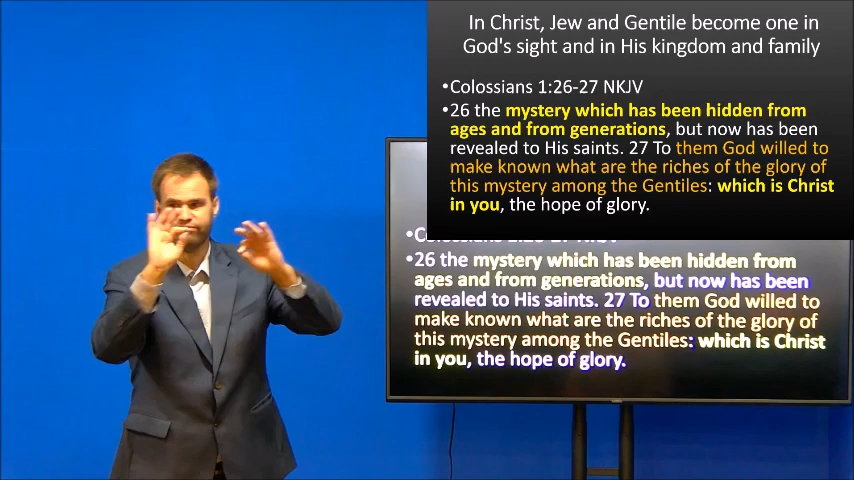 In Christ, Jew and Gentile become one in
God's sight and in His kingdom and family
•Colossians 1:26-27 NKJV
•26 the mystery which has been hidden from
ages and from generations, but now has been
revealed to His saints. 27 To them God willed to
make known what are the riches of the glory of
this mystery among the Gentiles: which is Christ
in you, the hope of glory.
•26 the mystery which has been hidden from
ages and from generations, but now has been
revealed to His saints. 27 To them God willed to
make known what are the riches of the glory of
this mystery among the Gentiles: which is Christ
in you, the hope of glory.